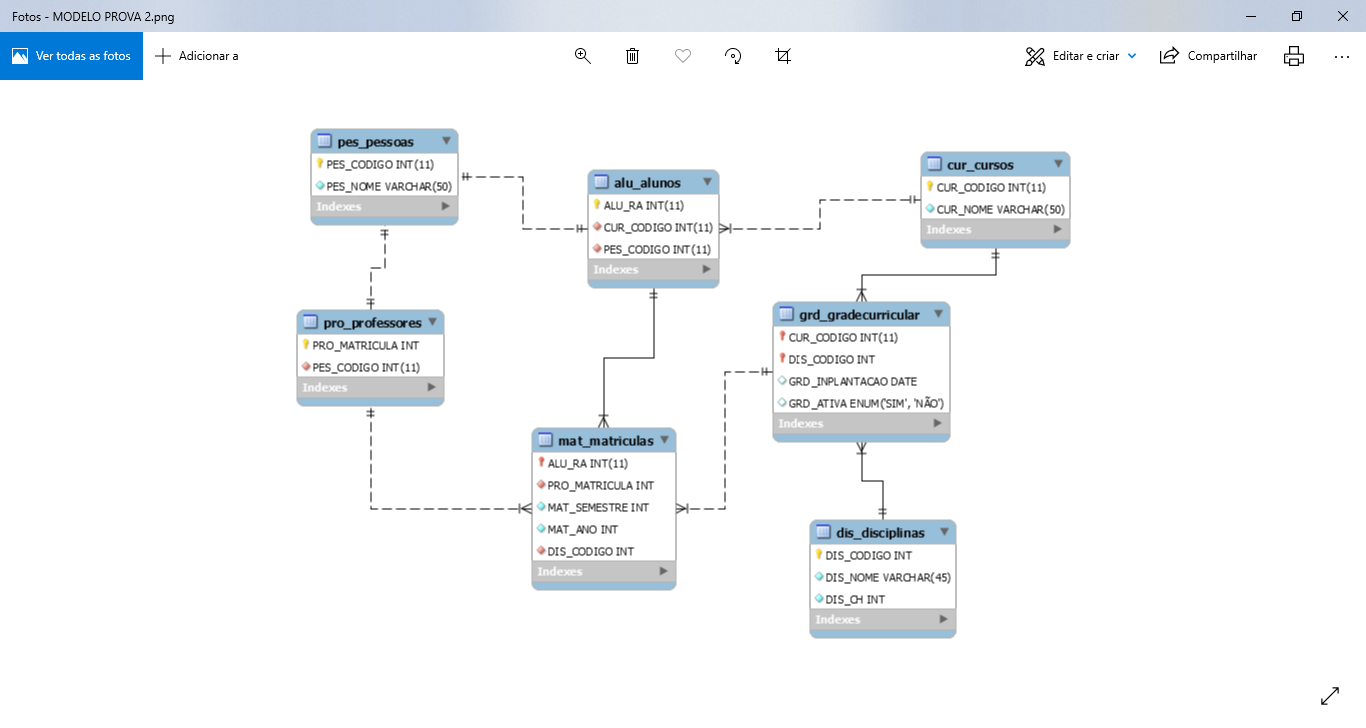 Fotos - MODELO PROVA 2.png
Ver todas as fotos
Adicionar a
Editar e criar
Compartilhar
pes_pessoas
PES_CODIGO INT(11)
PES_NOME VARCHAR(50)
Indexes
alu_alunos
ALU_RA INT(11)
CUR_CODIGO INT(11)
PES_CODIGO INT(11)
Indexes
cur_cursos
CUR_CODIGO INT(11)
CUR_NOME VARCHAR(50)
Indexes
pro_professores
PRO_MATRICULA INT
PES_CODIGO INT(11)
Indexes
grd_gradecurricular
CUR_CODIGO INT(11)
DIS_CODIGO INT
GRD_INPLANTACAO DATE
GRD_ATIVA ENUM('SIM', 'NÃO')
Indexes
mat_matriculas
ALU_RA INT(11)
PRO_MATRICULA INT
MAT_SEMESTRE INT
MAT_ANO INT
DIS_CODIGO INT
Indexes
dis_disciplinas
DIS_CODIGO INT
DIS_NOME VARCHAR(45)
DIS_CH INT
Indexes